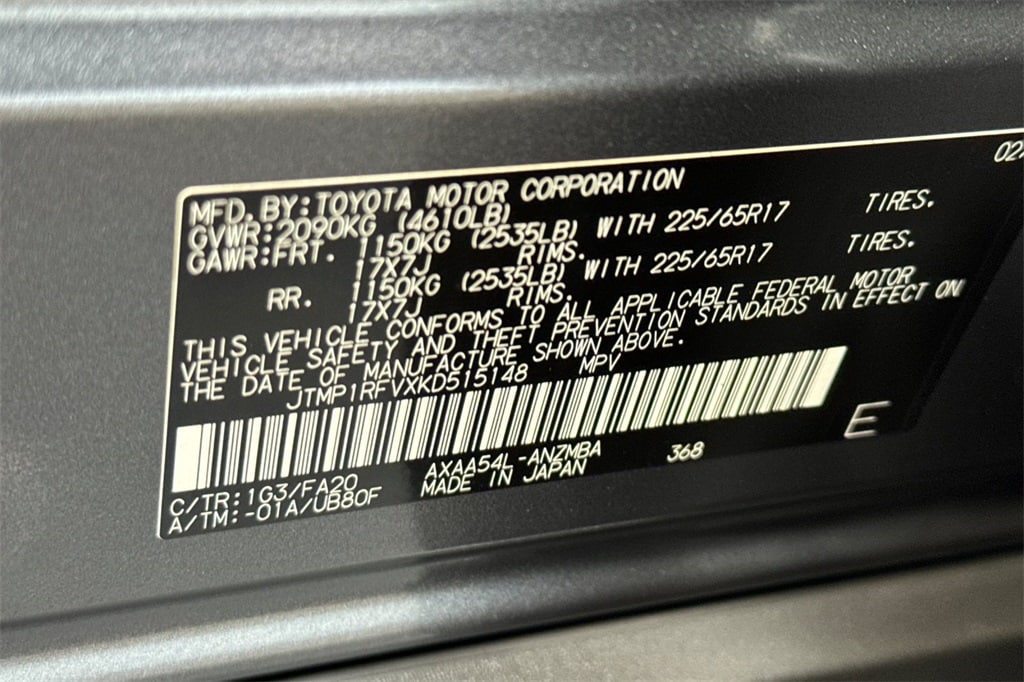 02
MFD.BY:TOYOTA MOTOR CORPORATION
GVWR:2090KG (4610LB)
GAWR:FRT. 1150KG (2535LB) WITH 225/65R17 TIRES.
17X7J RIMS.
RR. 1150KG (2535LB) WITH 225/65R17 TIRES.
17X7J RIMS.
THIS VEHICLE CONFORMS TO ALL APPLICABLE FEDERAL MOTOR
VEHICLE SAFETY AND THEFT PREVENTION STANDARDS IN EFFECT ON
THE DATE OF MANUFACTURE SHOWN ABOVE.
JTMP1RFVXKD515148 MPV
E
C/TR:1G3/FA20 AXAA54L-ANZMBA 368
A/TM:-01A/UB80F MADE IN JAPAN